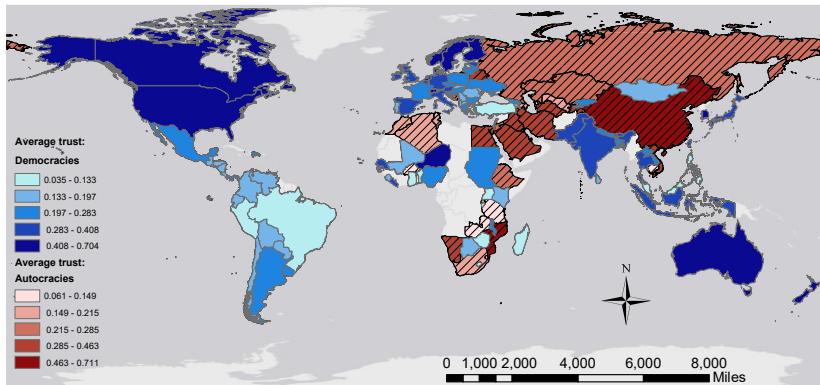 Average trust:
Democracies
0.035 - 0.133
0.133 - 0.197
0.197 - 0.283
0.283 - 0.408
0.408 - 0.704
Average trust:
Autocracies
0.061 - 0.149
0.149 - 0.215
0.215 - 0.285
0.285 - 0.463
0.463 - 0.711
N
0 1,000 2,000 4,000 6,000 8,000
Miles